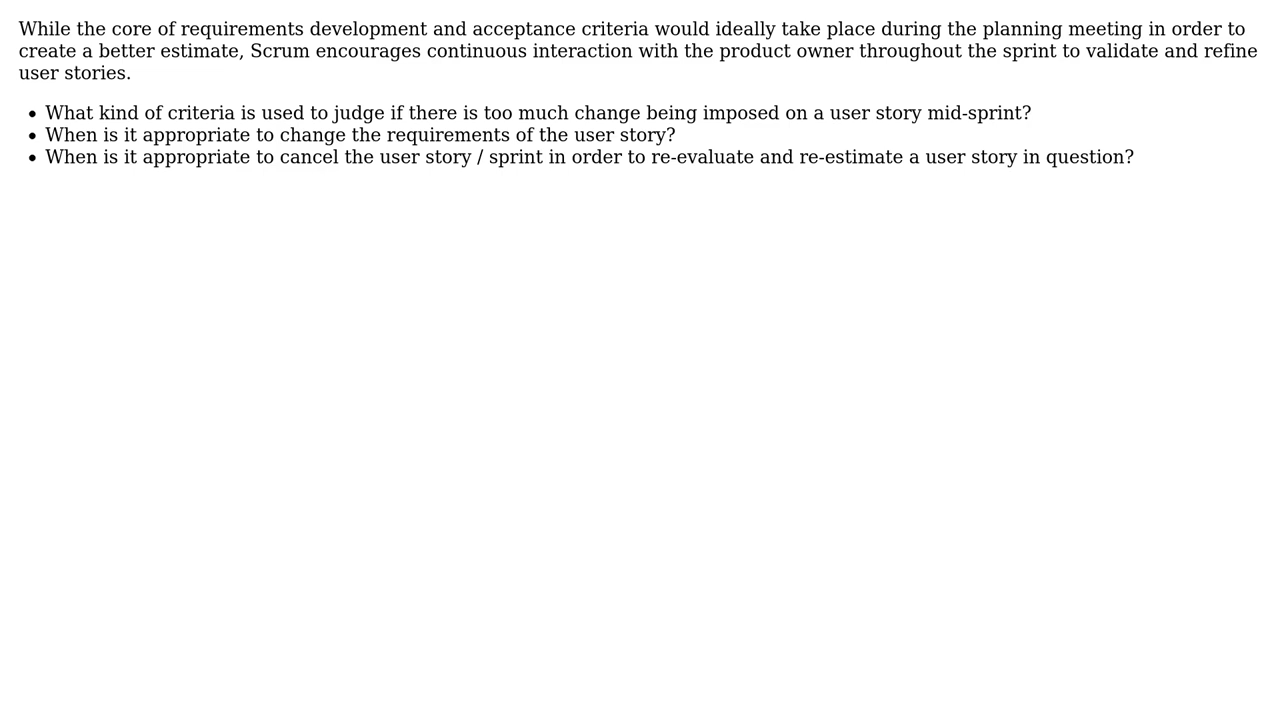 While the core of requirements development and acceptance criteria would ideally take place during the planning meeting in order to
create a better estimate, Scrum encourages continuous interaction with the product owner throughout the sprint to validate and refine
user stories.
• What kind of criteria is used to judge if there is too much change being imposed on a user story mid-sprint?
• When is it appropriate to change the requirements of the user story?
• When is it appropriate to cancel the user story / sprint in order to re-evaluate and re-estimate a user story in question?